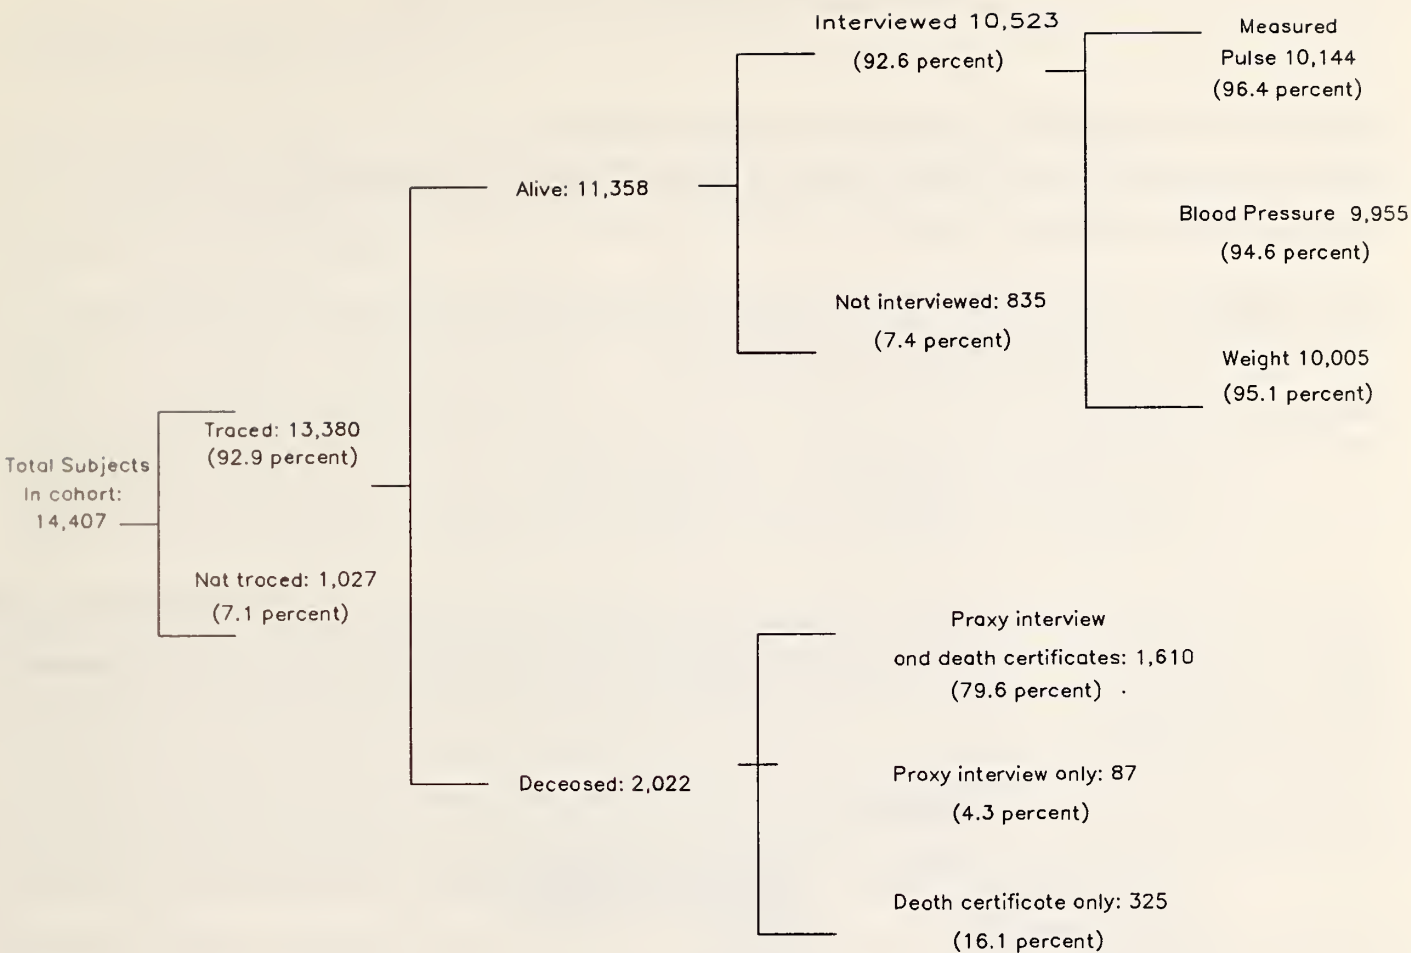 Interviewed 10,523
(92.6 percent)
Measured
Pulse 10,144
(96.4 percent)
Alive: 11,358
Blood Pressure 9,955
(94.6 percent)
Not interviewed: 835
(7.4 percent)
Weight 10,005
(95.1 percent)
Traced: 13,380
(92.9 percent)
Total Subjects
In cohort:
14,407
Not traced: 1,027
(7.1 percent)
Proxy interview
and death certificates: 1,610
(79.6 percent)
Deceased: 2,022
Proxy interview only: 87
(4.3 percent)
Death certificate only: 325
(16.1 percent)